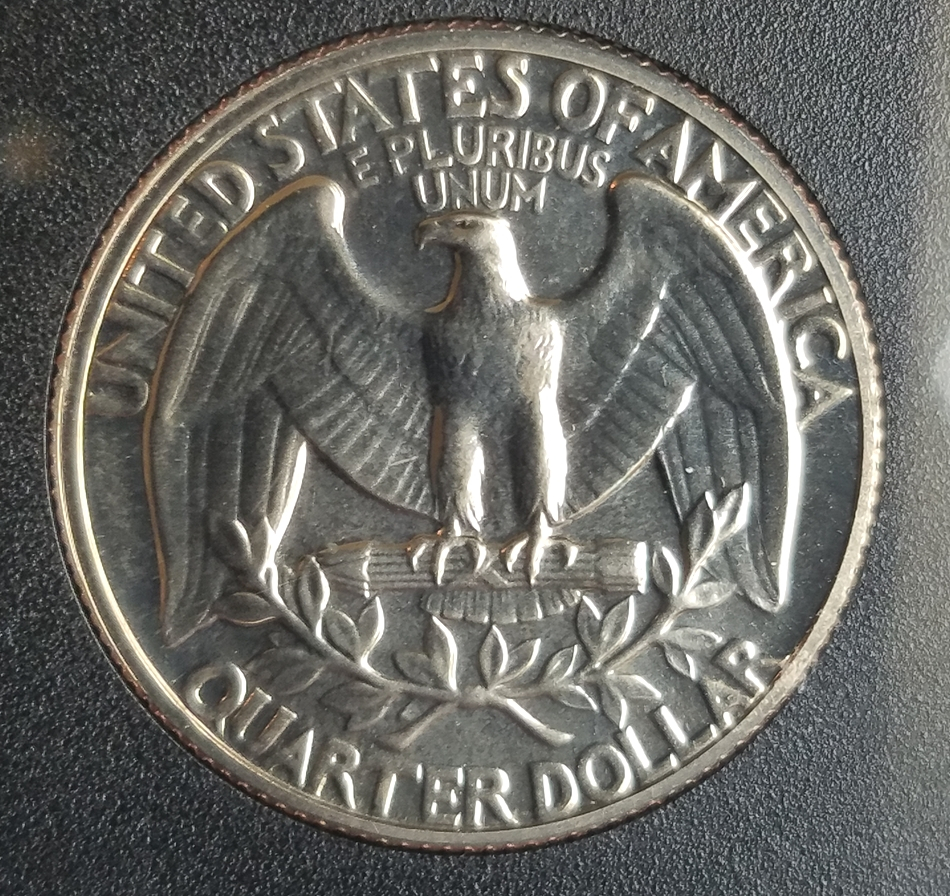 UNITED STATES OF AMERICA
E PLURIBUS
UNUM
QUARTER DOLLAR